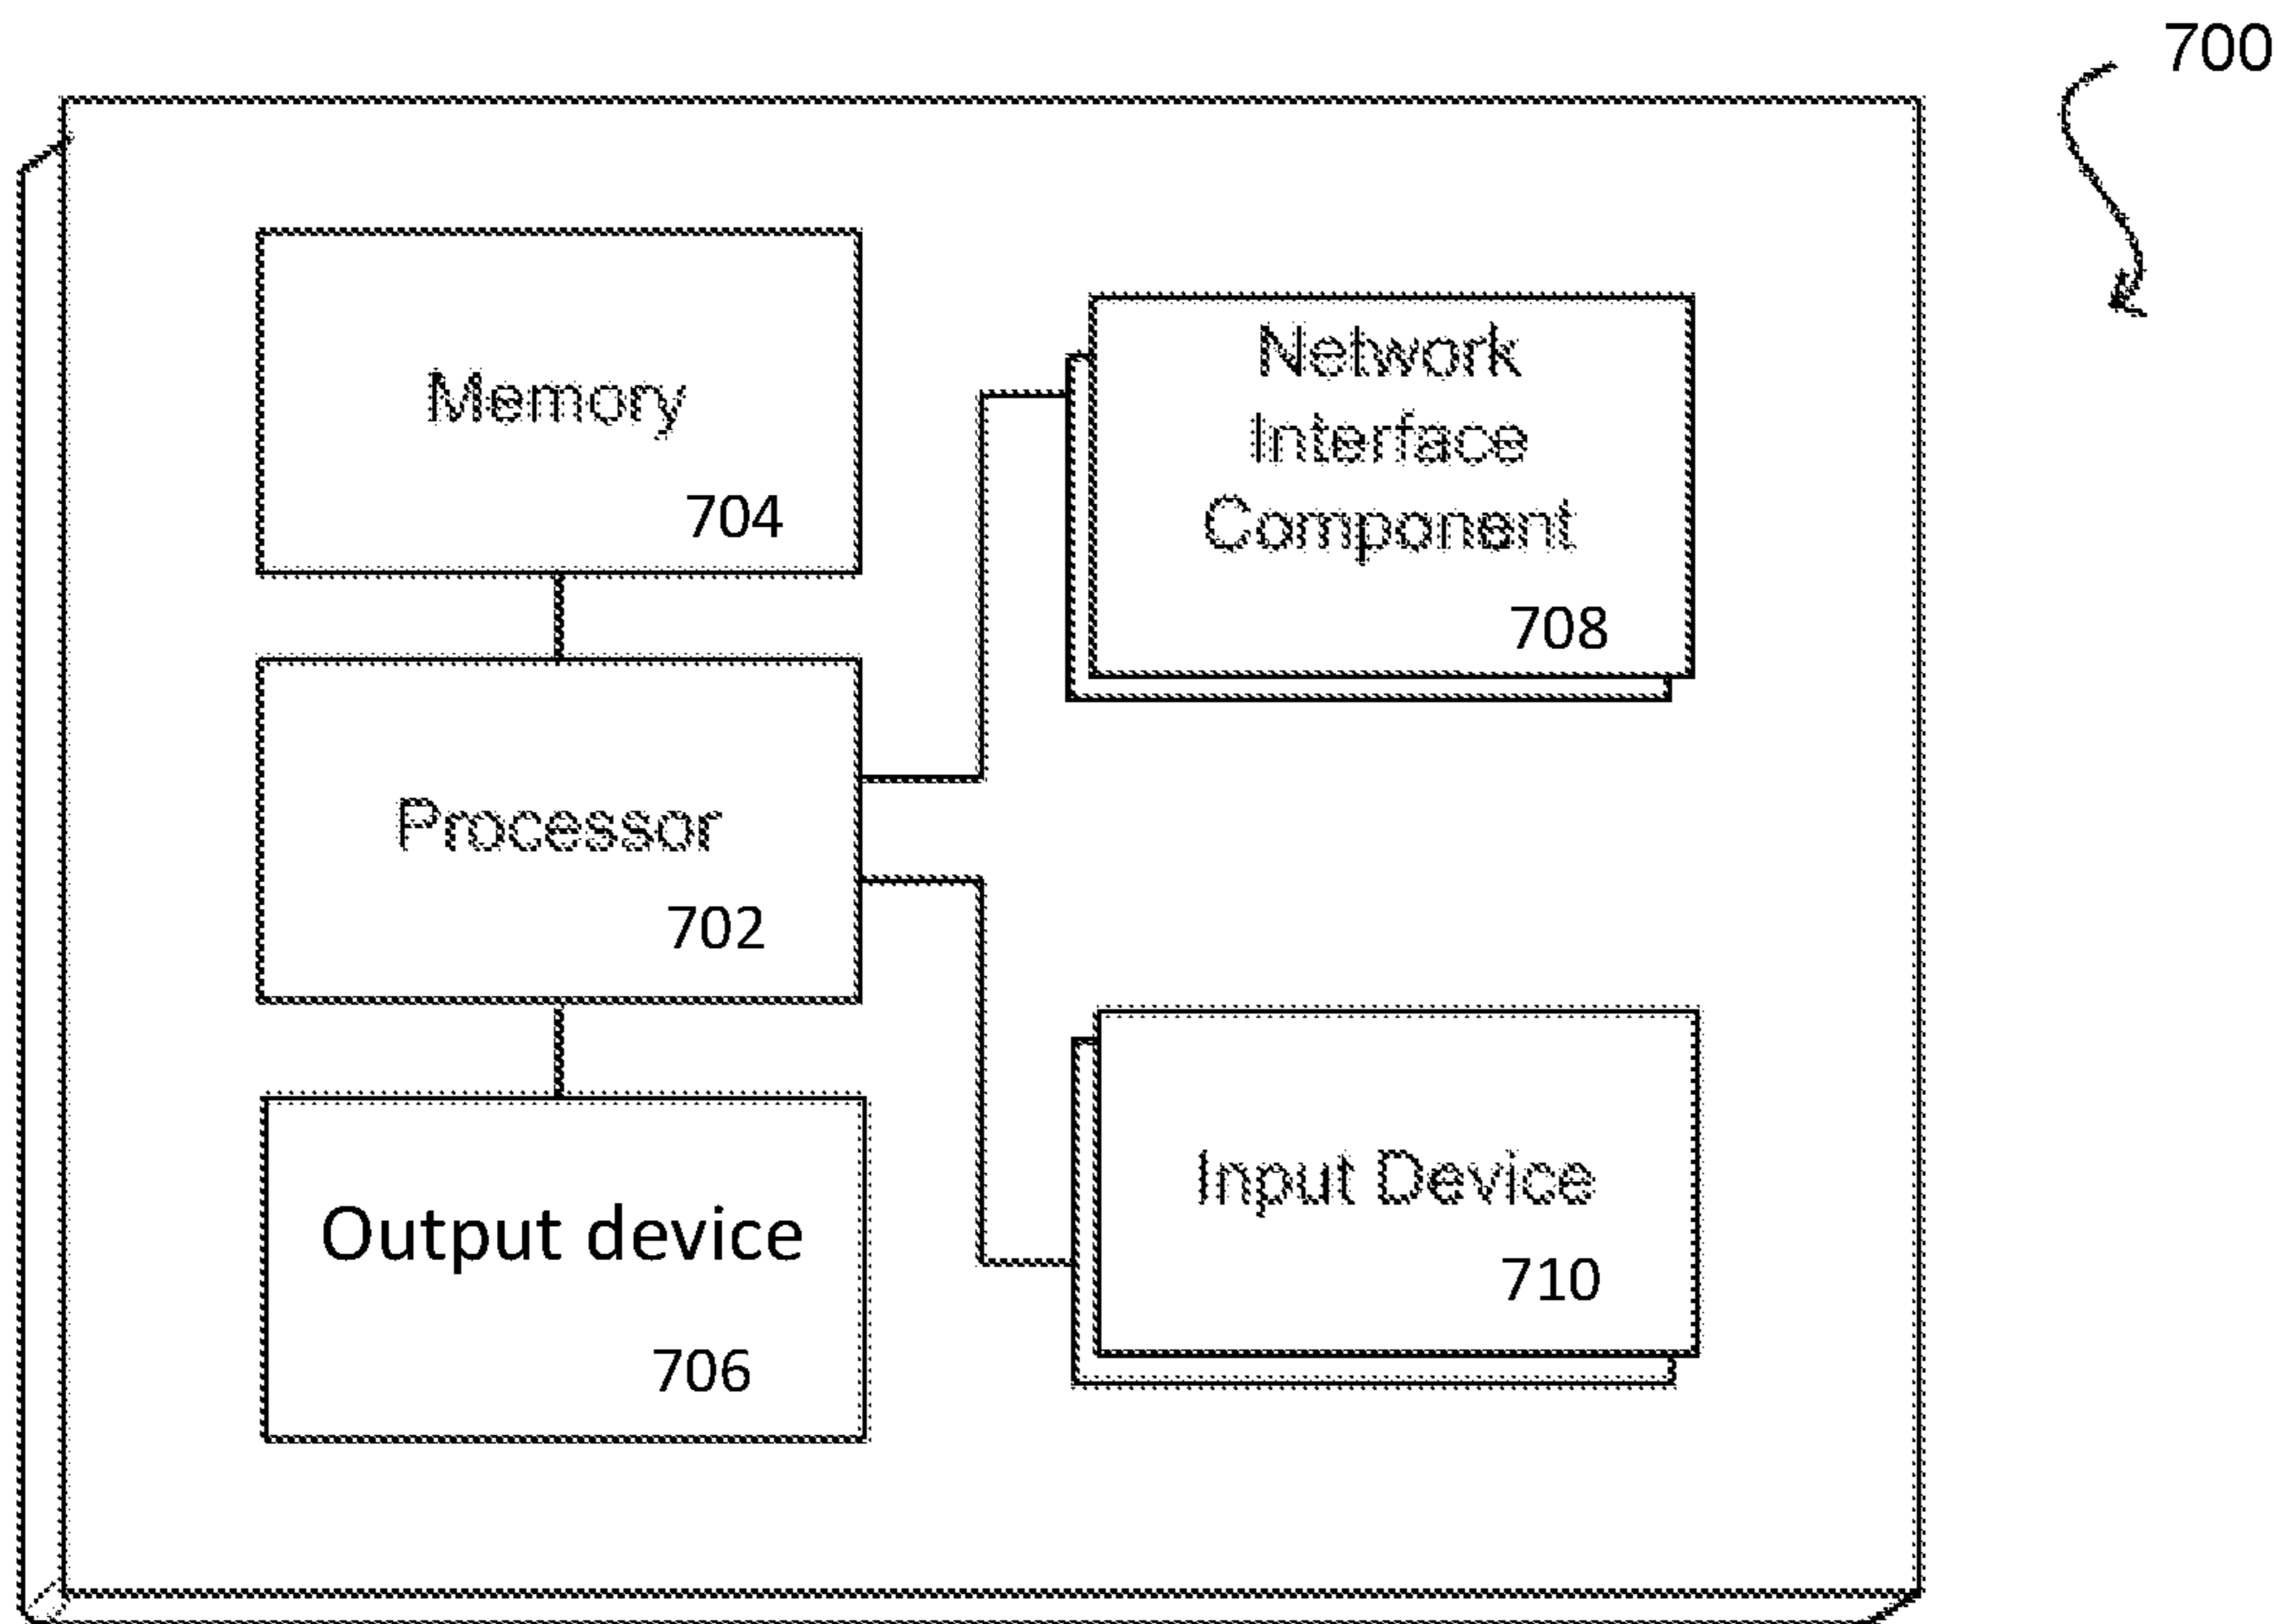 700
Memory
704
Network
Interface
Component
708
Processor
702
Input Device
710
Output device
706